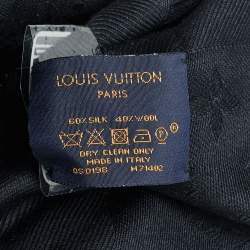 LOUIS VUITTON
PARIS
60%SILK 40%WOOL
DRY CLEAN ONLY
MADE IN ITALY
M71402